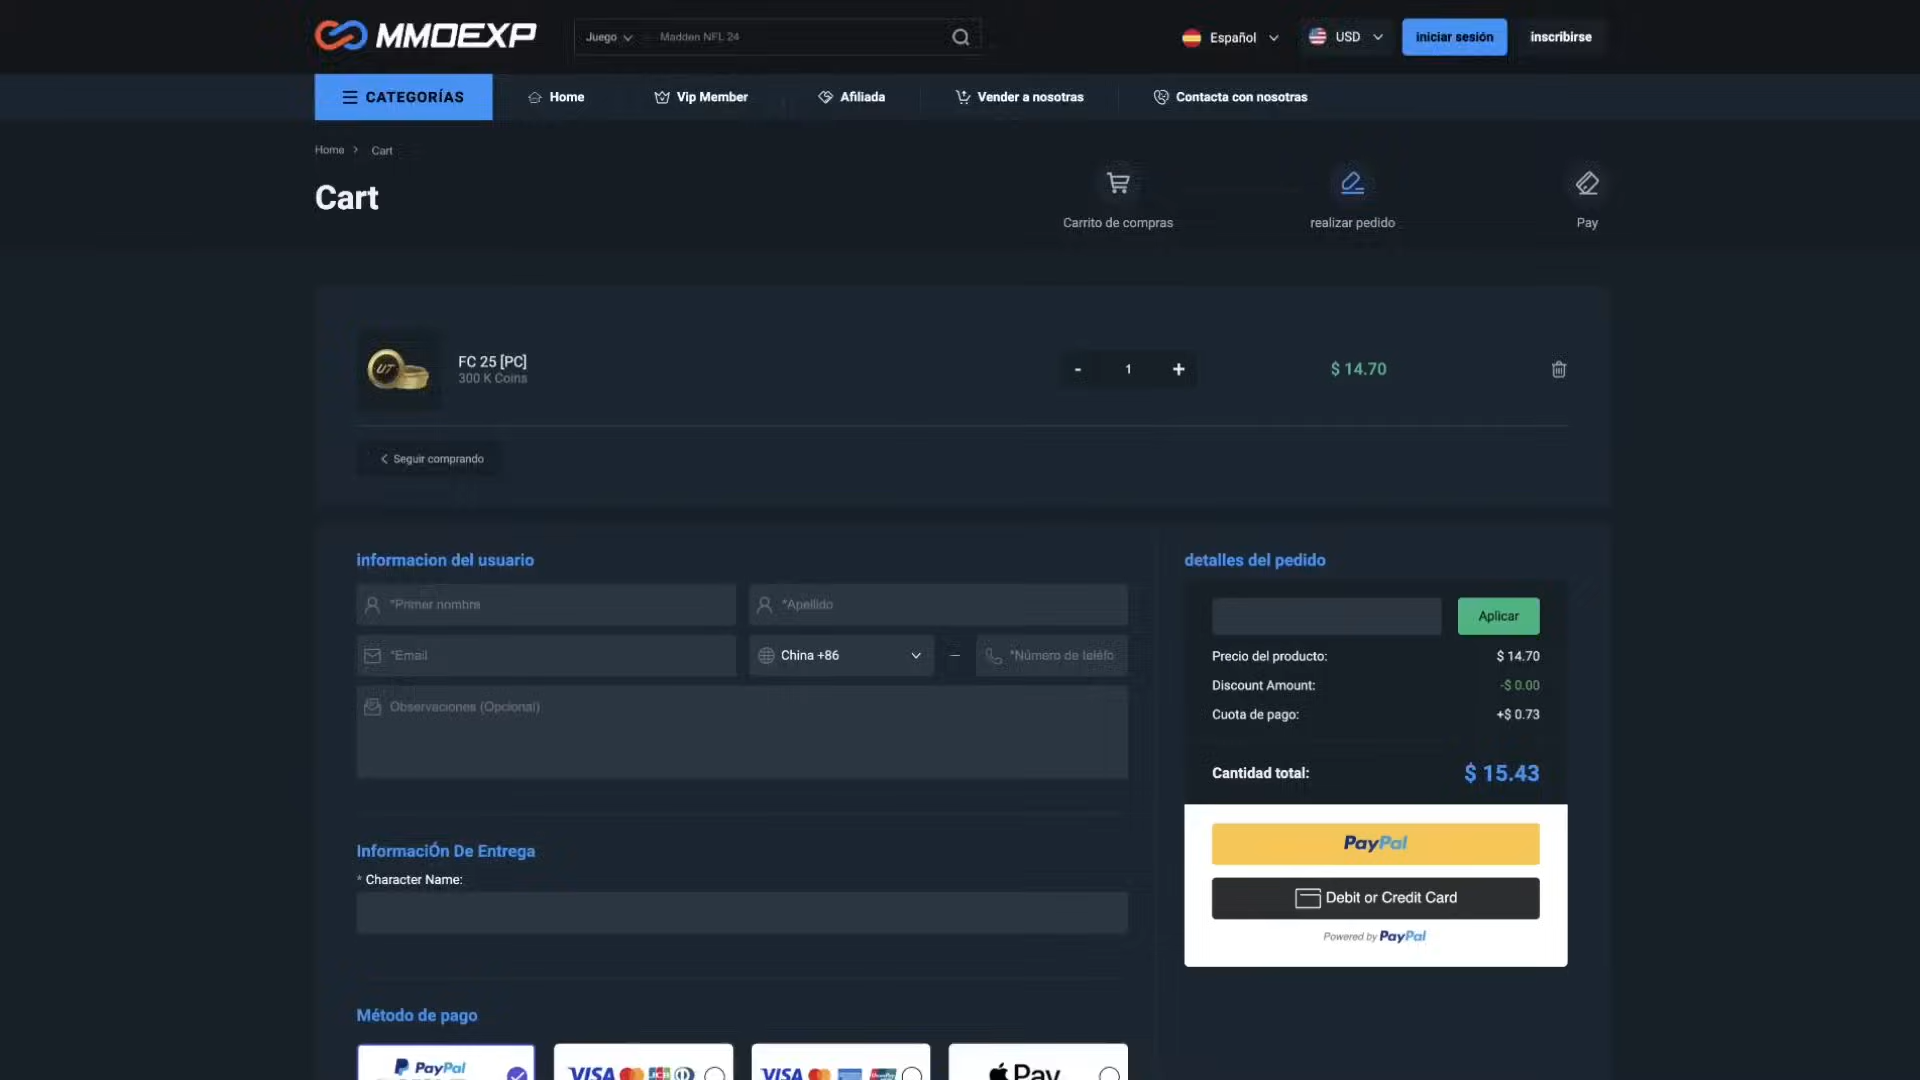 MMOEXP
Juego
Madden NFL 24
Español
USD
iniciar sesión
inscribirse
CATEGORÍAS
Home
Vip Member
Afiliada
Vender a nosotras
Contacta con nosotras
Home > Cart
Cart
Carrito de compras
realizar pedido
Pay
UT
FC 25 [PC]
300 K Coins
- 1 +
$ 14.70
< Seguir comprando
informacion del usuario
*Primer nombre
*Apellido
*Email
China +86
—
*Número de teléfo
Observaciones (Opcional)
InformaciÓn De Entrega
* Character Name:
Método de pago
PayPal
VISA JCB
VISA
Pay
detalles del pedido
Aplicar
Precio del producto: $ 14.70
Discount Amount: -$ 0.00
Cuota de pago: +$ 0.73
Cantidad total: $ 15.43
PayPal
Debit or Credit Card
Powered by PayPal